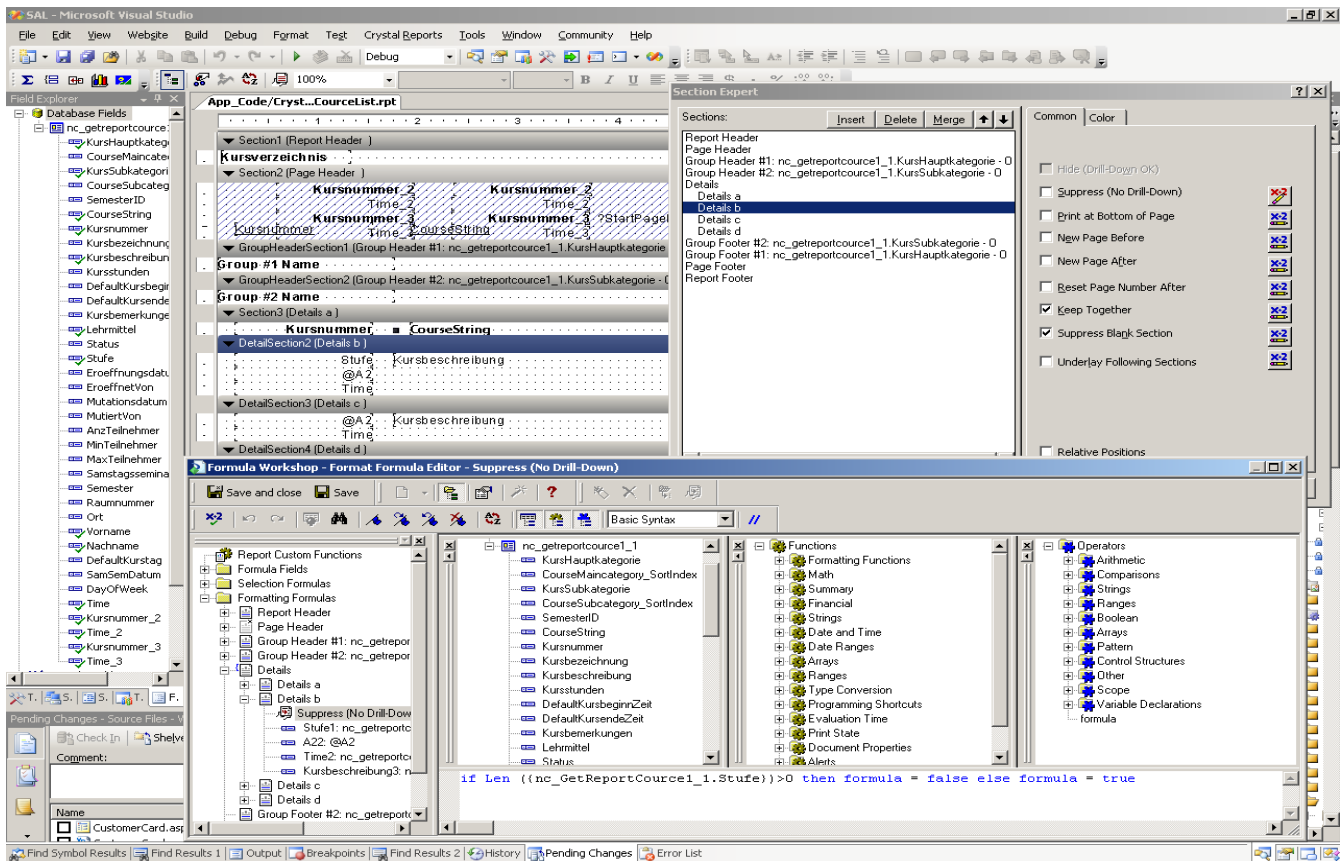 SAL - Microsoft Visual Studio
File Edit View Website Build Debug Format Test Crystal Reports Tools Window Community Help
Debug
100%
Field Explorer
Database Fields
nc_getreportcource
KursHauptkateg
CourseMaincate
KursSubkategori
CourseSubcateg
SemesterID
CourseString
Kursnummer
Kursbezeichnung
Kursbeschreibun
Kursstunden
DefaultKursbegin
DefaultKursende
Kursbemerkunge
Lehrmittel
Status
Stufe
Eroeffnungsdatu
EroeffnetVon
Mutationsdatum
MutiertVon
AnzTeilnehmer
MinTeilnehmer
MaxTeilnehmer
Samstagssemina
Semester
Raumnummer
Ort
Vorname
Nachname
DefaultKurstag
SamSemDatum
DayOfWeek
Time
Kursnummer_2
Time_2
Kursnummer_3
Time_3
T. S. S. T. F.
App_Code/Cryst...CourceList.rpt
1 2 3 4
Section1 (Report Header )
Kursverzeichnis
Section2 (Page Header )
Kursnummer_2 Kursnummer_2
Time_2 Time_2
Kursnummer_3 Kursnummer_3 ?StartPage
Kursnummer Time_3 CourseString Time_3
GroupHeaderSection1 (Group Header #1: nc_getreportcource1_1.KursHauptkategorie
Group #1 Name
GroupHeaderSection2 (Group Header #2: nc_getreportcource1_1.KursSubkategorie - O
Group #2 Name
Section3 (Details a )
Kursnummer CourseString
DetailSection2 (Details b )
Stufe Kursbeschreibung
@A2
Time
DetailSection3 (Details c )
@A2 Kursbeschreibung
Time
DetailSection4 (Details d )
Section Expert
Sections: Insert Delete Merge
Report Header
Page Header
Group Header #1: nc_getreportcource1_1.KursHauptkategorie - O
Group Header #2: nc_getreportcource1_1.KursSubkategorie - O
Details
Details a
Details b
Details c
Details d
Group Footer #2: nc_getreportcource1_1.KursSubkategorie - O
Group Footer #1: nc_getreportcource1_1.KursHauptkategorie - O
Page Footer
Report Footer
Common Color
Hide (Drill-Down OK)
Suppress (No Drill-Down)
Print at Bottom of Page
New Page Before
New Page After
Reset Page Number After
Keep Together
Suppress Blank Section
Underlay Following Sections
Relative Positions
Formula Workshop - Format Formula Editor - Suppress (No Drill-Down)
Save and close Save
Basic Syntax
Report Custom Functions
Formula Fields
Selection Formulas
Formatting Formulas
Report Header
Page Header
Group Header #1: nc_getrepor
Group Header #2: nc_getrepor
Details
Details a
Details b
Suppress (No Drill-Dow
Stufe1: nc_getreportc
A22: @A2
Time2: nc_getreportc
Kursbeschreibung3: n
Details c
Details d
Group Footer #2: nc_getreportc
nc_getreportcource1_1
KursHauptkategorie
CourseMaincategory_SortIndex
KursSubkategorie
CourseSubcategory_SortIndex
SemesterID
CourseString
Kursnummer
Kursbezeichnung
Kursbeschreibung
Kursstunden
DefaultKursbeginnZeit
DefaultKursendeZeit
Kursbemerkungen
Lehrmittel
Status
Functions
Formatting Functions
Math
Summary
Financial
Strings
Date and Time
Date Ranges
Arrays
Ranges
Type Conversion
Programming Shortcuts
Evaluation Time
Print State
Document Properties
Alerts
Operators
Arithmetic
Comparisons
Strings
Ranges
Boolean
Arrays
Pattern
Control Structures
Other
Scope
Variable Declarations
formula
if Len ({nc_GetReportCource1_1.Stufe})>0 then formula = false else formula = true
Pending Changes - Source Files - V
Check In Shelve
Comment:
Name
CustomerCard.asp
Find Symbol Results Find Results 1 Output Breakpoints Find Results 2 History Pending Changes Error List